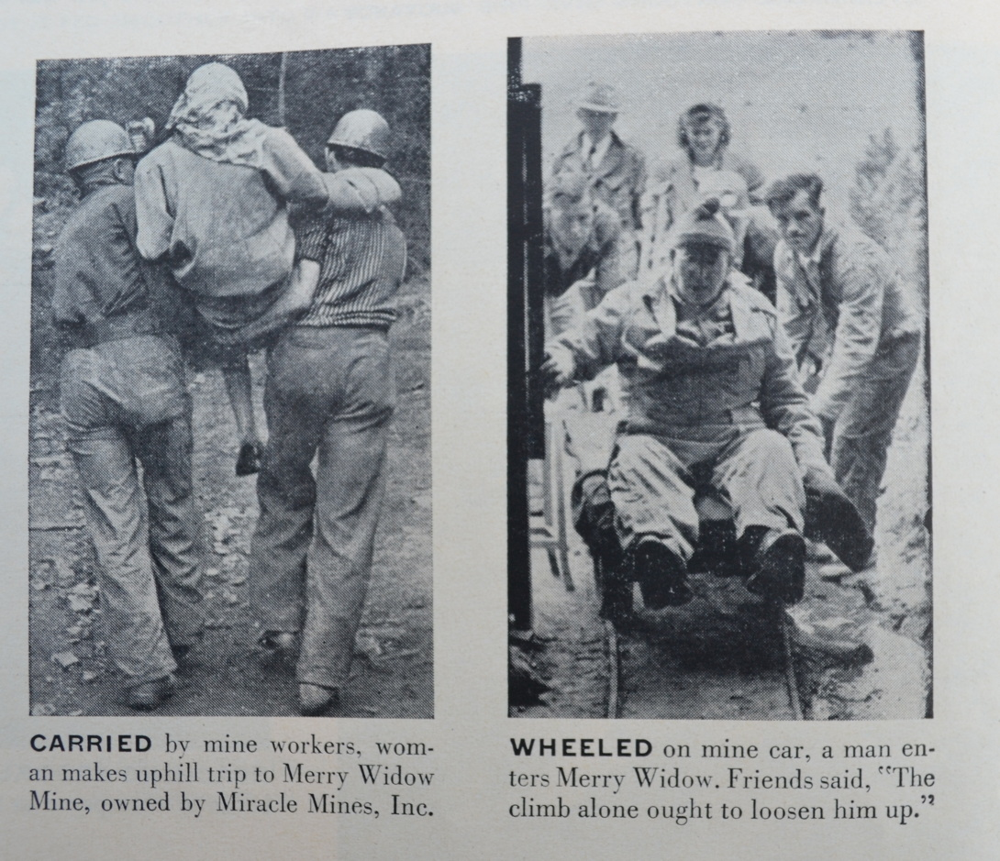 CARRIED by mine workers, wom-
an makes uphill trip to Merry Widow
Mine, owned by Miracle Mines, Inc.
WHEELED on mine car, a man en-
ters Merry Widow. Friends said, "The
climb alone ought to loosen him up."